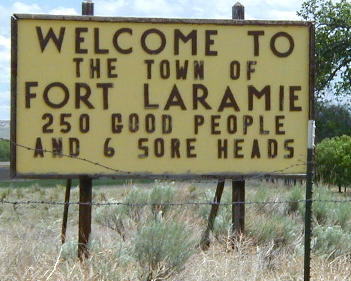 WELCOME TO
THE TOWN OF
FORT LARAMIE
250 GOOD PEOPLE
AND 6 SORE HEADS